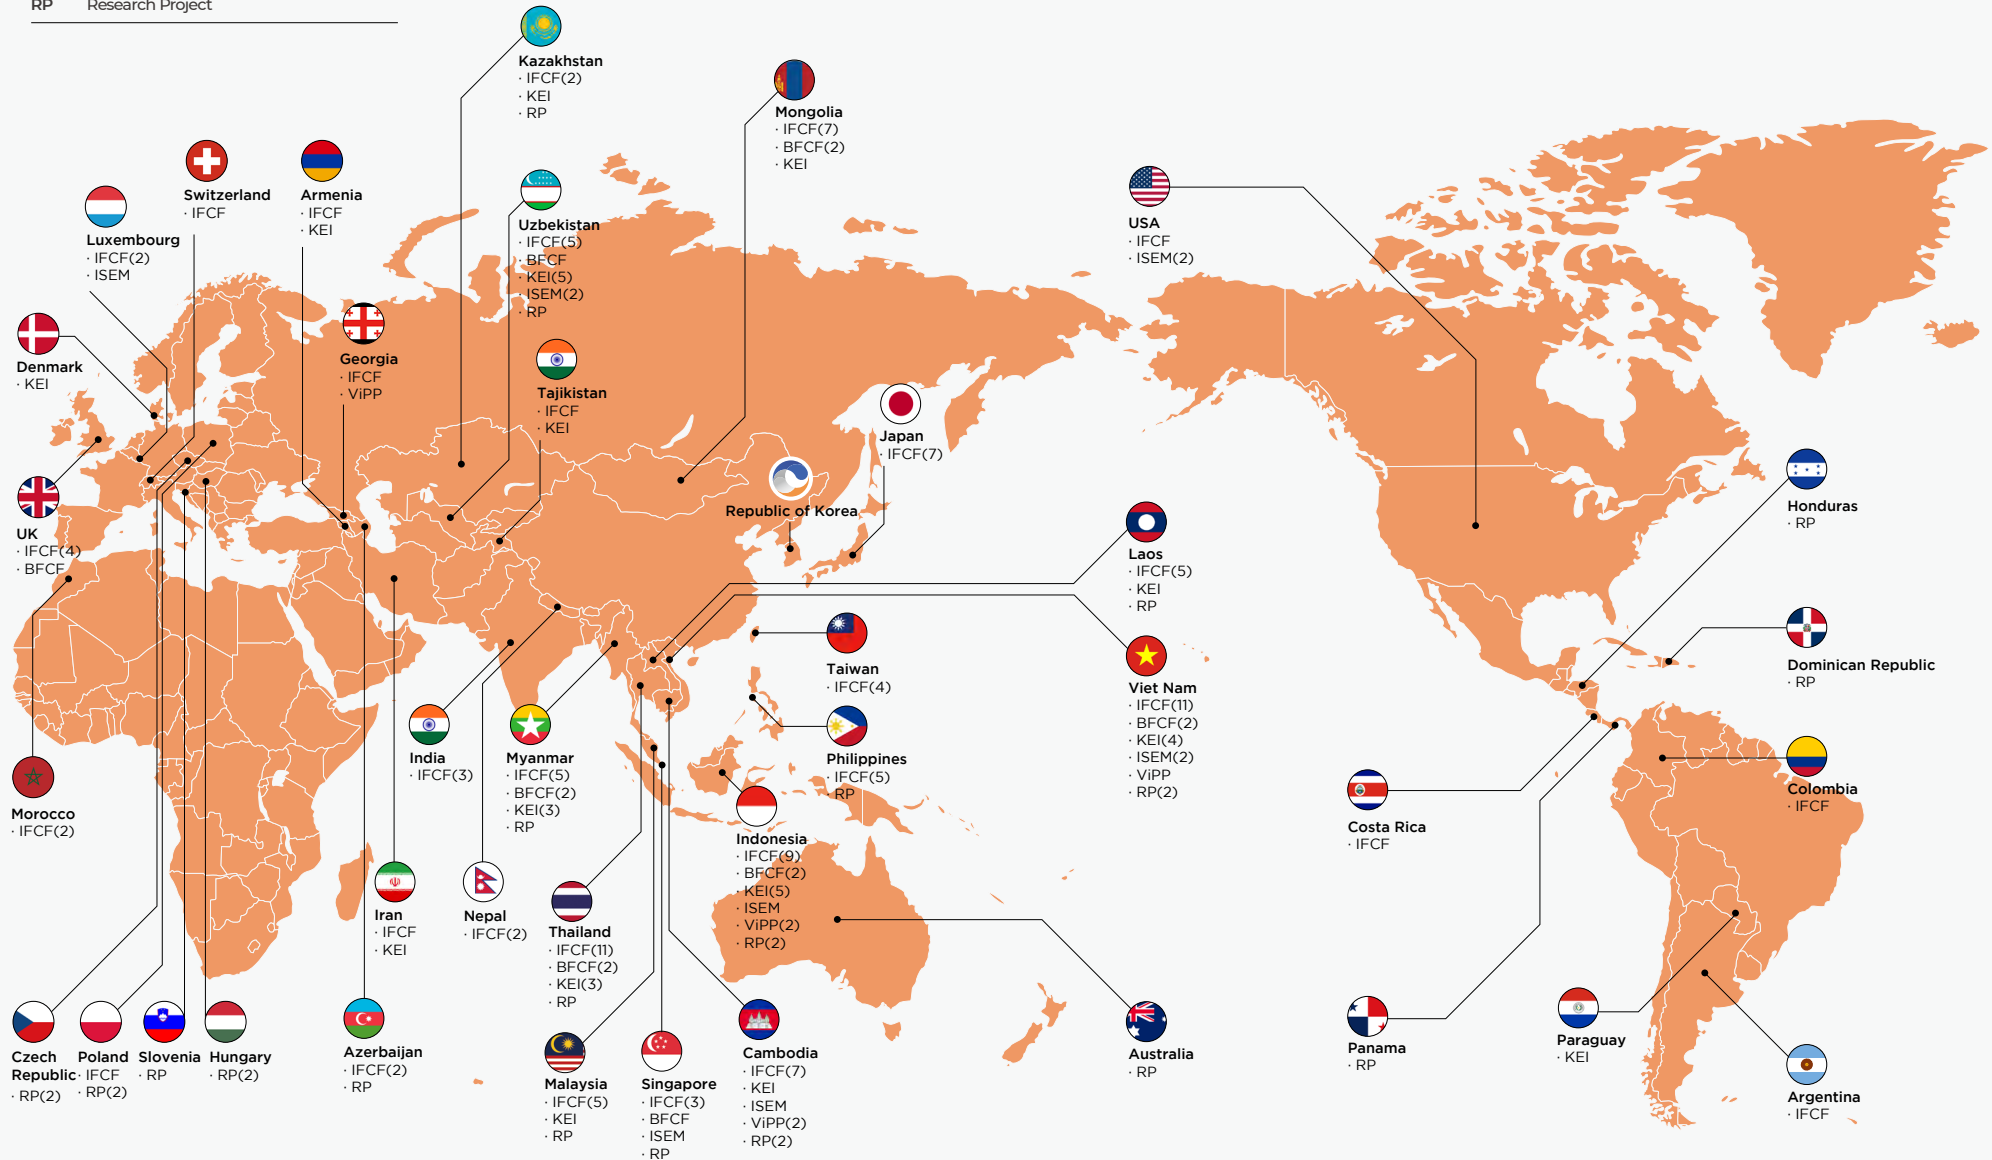 RP Research Project
Kazakhstan
· IFCF(2)
· KEI
· RP
Mongolia
· IFCF(7)
· BFCF(2)
· KEI
Switzerland
· IFCF
Armenia
· IFCF
· KEI
Luxembourg
· IFCF(2)
· ISEM
Uzbekistan
· IFCF(5)
· BFCF
· KEI(5)
· ISEM(2)
· RP
USA
· IFCF
· ISEM(2)
Denmark
· KEI
Georgia
· IFCF
· ViPP
Tajikistan
· IFCF
· KEI
Japan
· IFCF(7)
Republic of Korea
UK
· IFCF(4)
· BFCF
Honduras
· RP
Laos
· IFCF(5)
· KEI
· RP
Taiwan
· IFCF(4)
Dominican Republic
· RP
Viet Nam
· IFCF(11)
· BFCF(2)
· KEI(4)
· ISEM(2)
· ViPP
· RP(2)
India
· IFCF(3)
Myanmar
· IFCF(5)
· BFCF(2)
· KEI(3)
· RP
Philippines
· IFCF(5)
· RP
Colombia
· IFCF
Morocco
· IFCF(2)
Costa Rica
· IFCF
Indonesia
· IFCF(9)
· BFCF(2)
· KEI(5)
· ISEM
· ViPP(2)
· RP(2)
Iran
· IFCF
· KEI
Nepal
· IFCF(2)
Thailand
· IFCF(11)
· BFCF(2)
· KEI(3)
· RP
Czech
Republic
· RP(2)
Poland
· IFCF
· RP(2)
Slovenia
· RP
Hungary
· RP(2)
Azerbaijan
· IFCF(2)
· RP
Malaysia
· IFCF(5)
· KEI
· RP
Singapore
· IFCF(3)
· BFCF
· ISEM
· RP
Cambodia
· IFCF(7)
· KEI
· ISEM
· ViPP(2)
· RP(2)
Australia
· RP
Panama
· RP
Paraguay
· KEI
Argentina
· IFCF